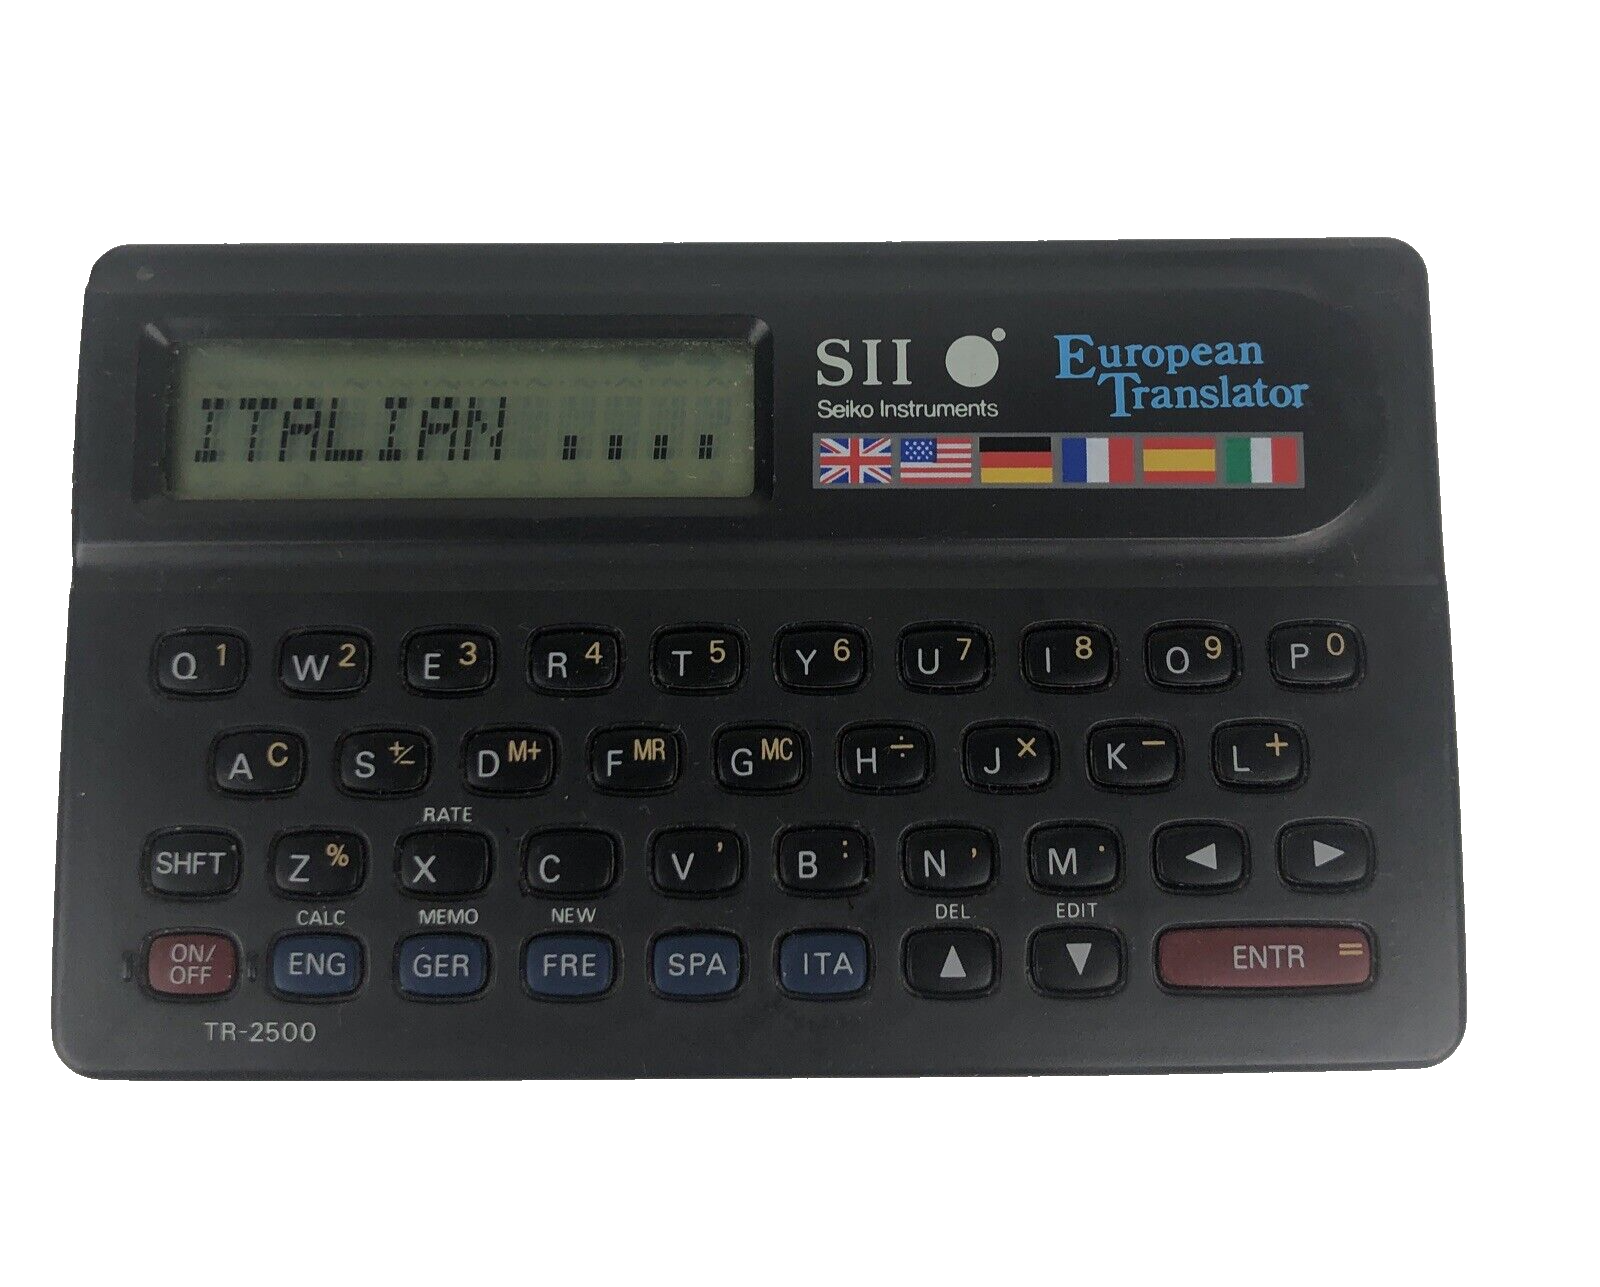 SII
European
Translator
Seiko Instruments
ITALIAN ....
Q 1 W 2 E 3 R 4 T 5 Y 6 U 7 I 8 O 9 P 0
A C S +/− D M+ F MR G MC H ÷ J × K − L +
RATE
SHFT Z % X C V ' B : N , M . ◀ ▶
CALC MEMO NEW DEL EDIT
ON/OFF ENG GER FRE SPA ITA ▲ ▼ ENTR =
TR-2500